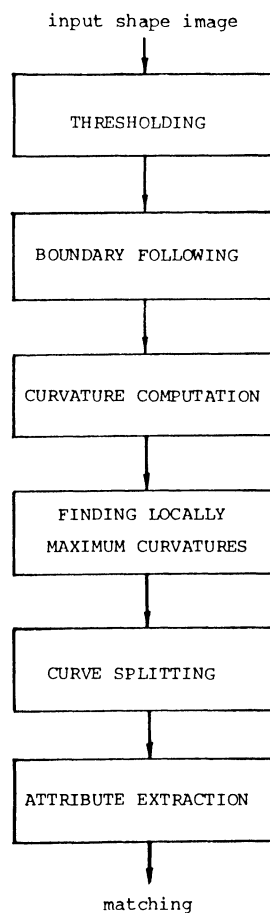 input shape image
THRESHOLDING
BOUNDARY FOLLOWING
CURVATURE COMPUTATION
FINDING LOCALLY
MAXIMUM CURVATURES
CURVE SPLITTING
ATTRIBUTE EXTRACTION
matching